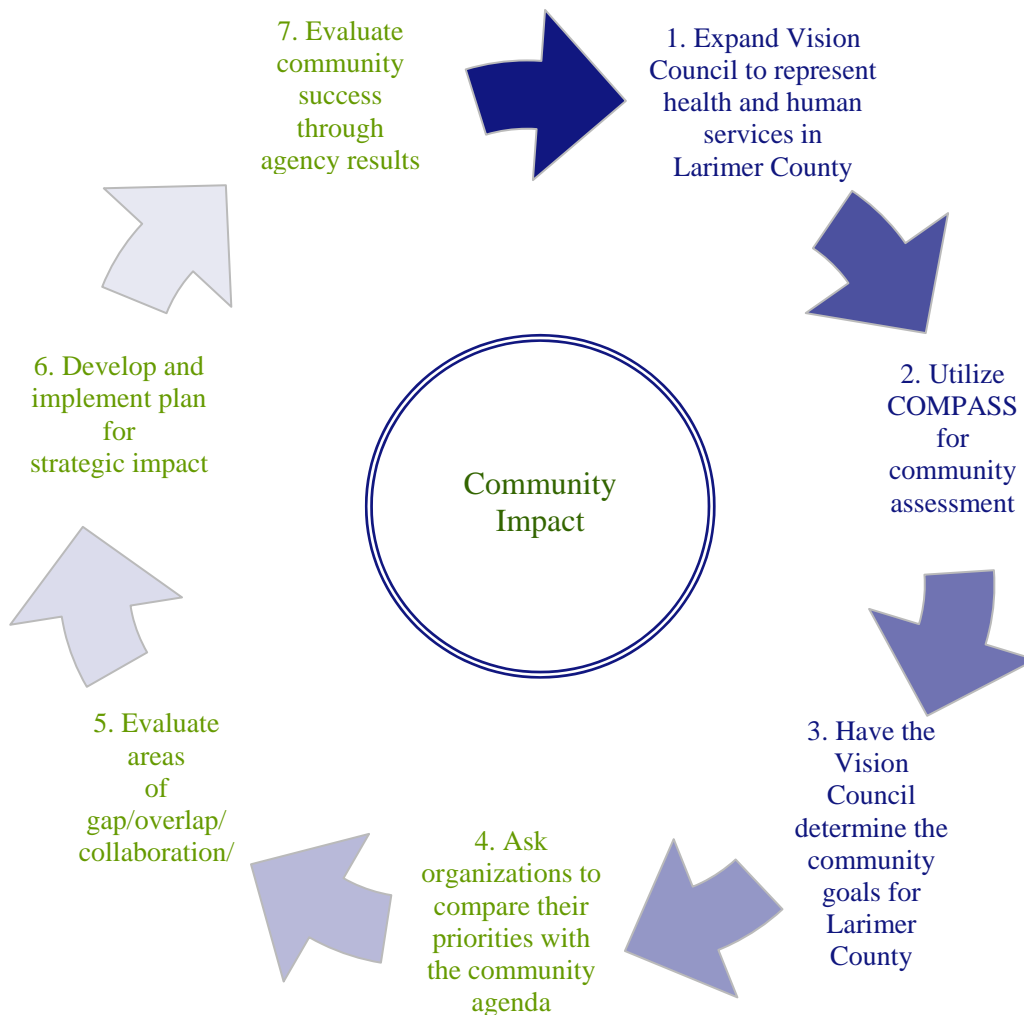 1. Expand Vision
Council to represent
health and human
services in
Larimer County
2. Utilize
COMPASS
for
community
assessment
3. Have the
Vision
Council
determine the
community
goals for
Larimer
County
4. Ask
organizations to
compare their
priorities with
the community
agenda
5. Evaluate
areas
of
gap/overlap/
collaboration/
6. Develop and
implement plan
for
strategic impact
7. Evaluate
community
success
through
agency results
Community
Impact